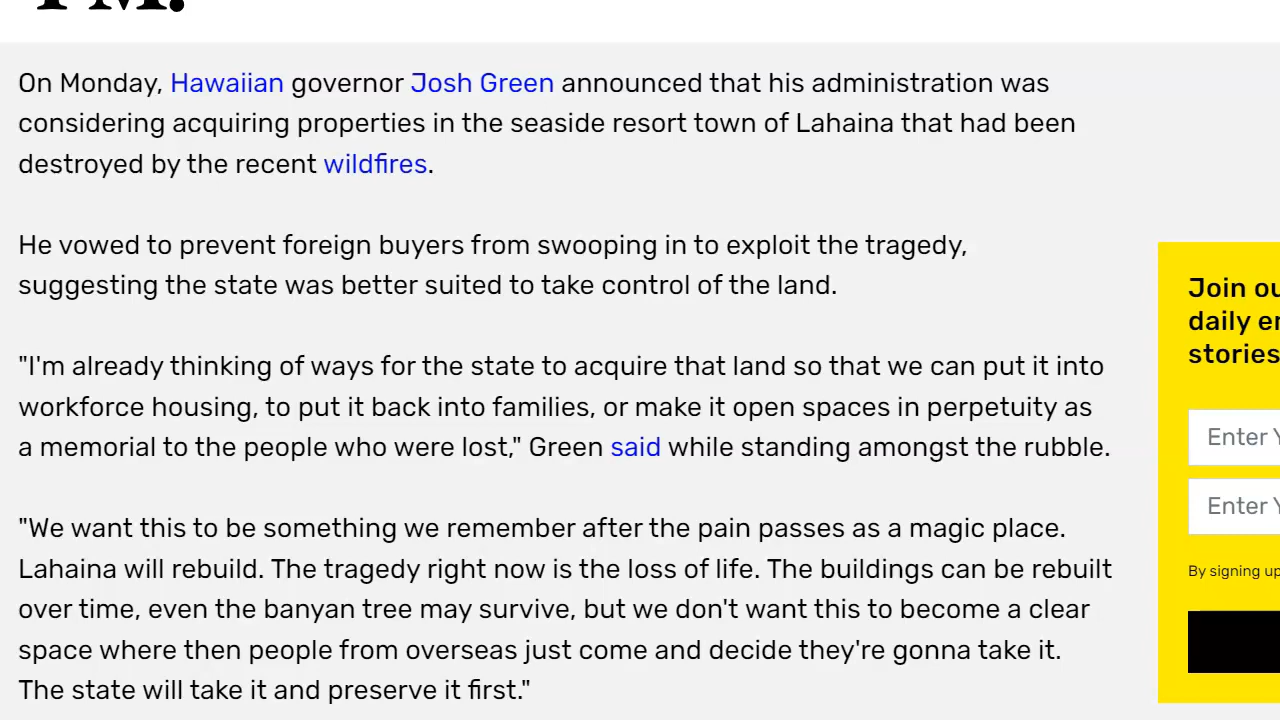 On Monday, Hawaiian governor Josh Green announced that his administration was
considering acquiring properties in the seaside resort town of Lahaina that had been
destroyed by the recent wildfires.
He vowed to prevent foreign buyers from swooping in to exploit the tragedy,
suggesting the state was better suited to take control of the land.
"I'm already thinking of ways for the state to acquire that land so that we can put it into
workforce housing, to put it back into families, or make it open spaces in perpetuity as
a memorial to the people who were lost," Green said while standing amongst the rubble.
"We want this to be something we remember after the pain passes as a magic place.
Lahaina will rebuild. The tragedy right now is the loss of life. The buildings can be rebuilt
over time, even the banyan tree may survive, but we don't want this to become a clear
space where then people from overseas just come and decide they're gonna take it.
The state will take it and preserve it first."
Join
daily
stories
Enter
Enter
By signing up